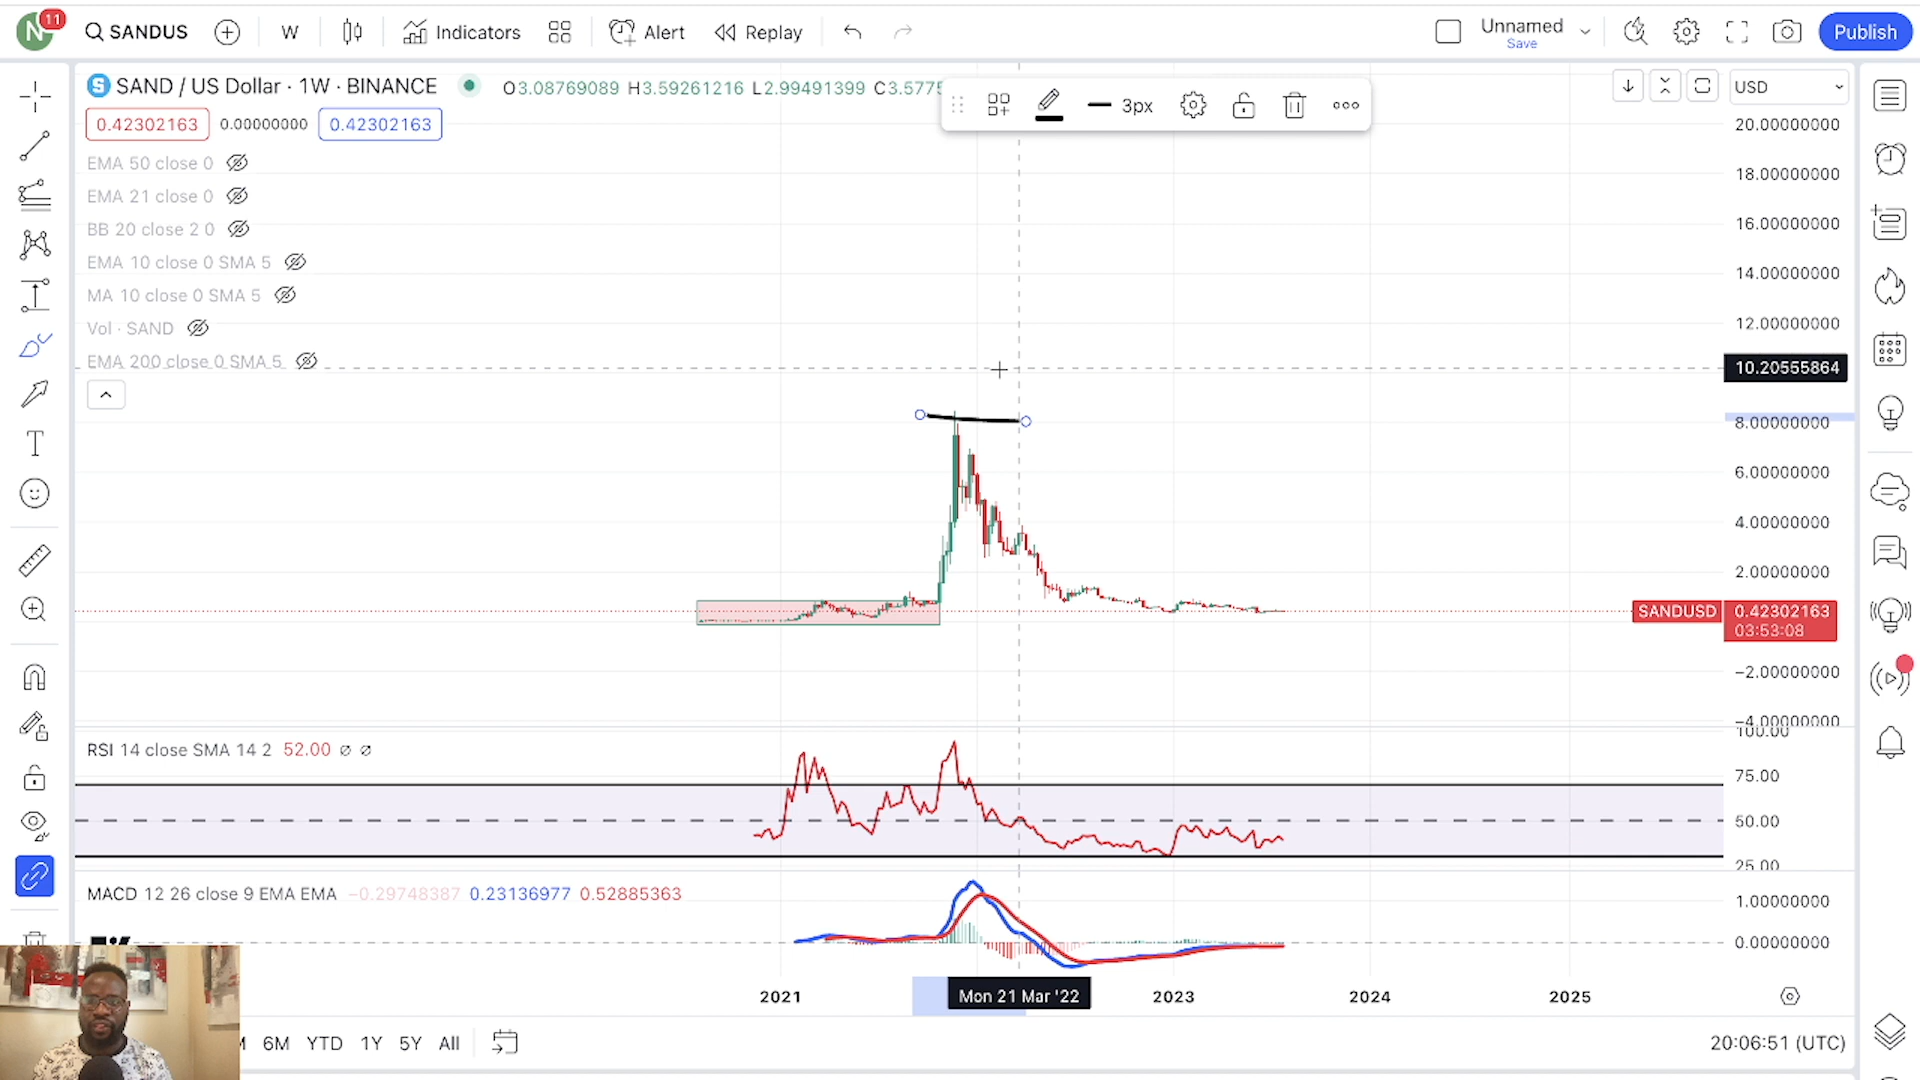 N 11 SANDUS W Indicators Alert Replay Unnamed Save Publish
S SAND / US Dollar · 1W · BINANCE O3.08769089 H3.59261216 L2.99491399 C3.5775 3px USD
0.42302163 0.00000000 0.42302163
EMA 50 close 0
EMA 21 close 0
BB 20 close 2 0
EMA 10 close 0 SMA 5
MA 10 close 0 SMA 5
Vol · SAND
EMA 200 close 0 SMA 5
20.00000000
18.00000000
16.00000000
14.00000000
12.00000000
10.20555864
8.00000000
6.00000000
4.00000000
2.00000000
SANDUSD 0.42302163
03:53:08
−2.00000000
−4.00000000
RSI 14 close SMA 14 2 52.00 ∅ ∅
100.00
75.00
50.00
25.00
MACD 12 26 close 9 EMA EMA −0.29748387 0.23136977 0.52885363
1.00000000
0.00000000
2021 Mon 21 Mar '22 2023 2024 2025
6M YTD 1Y 5Y All 20:06:51 (UTC)